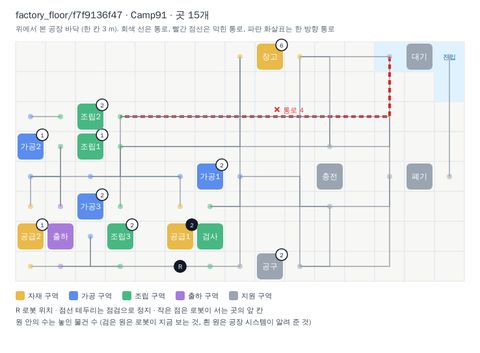 factory_floor/f7f9136f47 · Camp91 · 곳 15개
위에서 본 공장 바닥 (한 칸 3 m). 회색 선은 통로, 빨간 점선은 막힌 통로, 파란 화살표는 한 방향 통로
창고 6
대기
진입
✖ 통로 4
조립2 2
가공2 1
조립1 1
가공1 2
충전
폐기
가공3 2
공급2 1
출하
조립3 2
공급1 2
검사
공구 2
R
자재 구역
가공 구역
조립 구역
출하 구역
지원 구역
R 로봇 위치 · 점선 테두리는 점검으로 정지 · 작은 점은 로봇이 서는 곳의 앞 칸
원 안의 수는 놓인 물건 수 (검은 원은 로봇이 지금 보는 것, 흰 원은 공장 시스템이 알려 준 것)